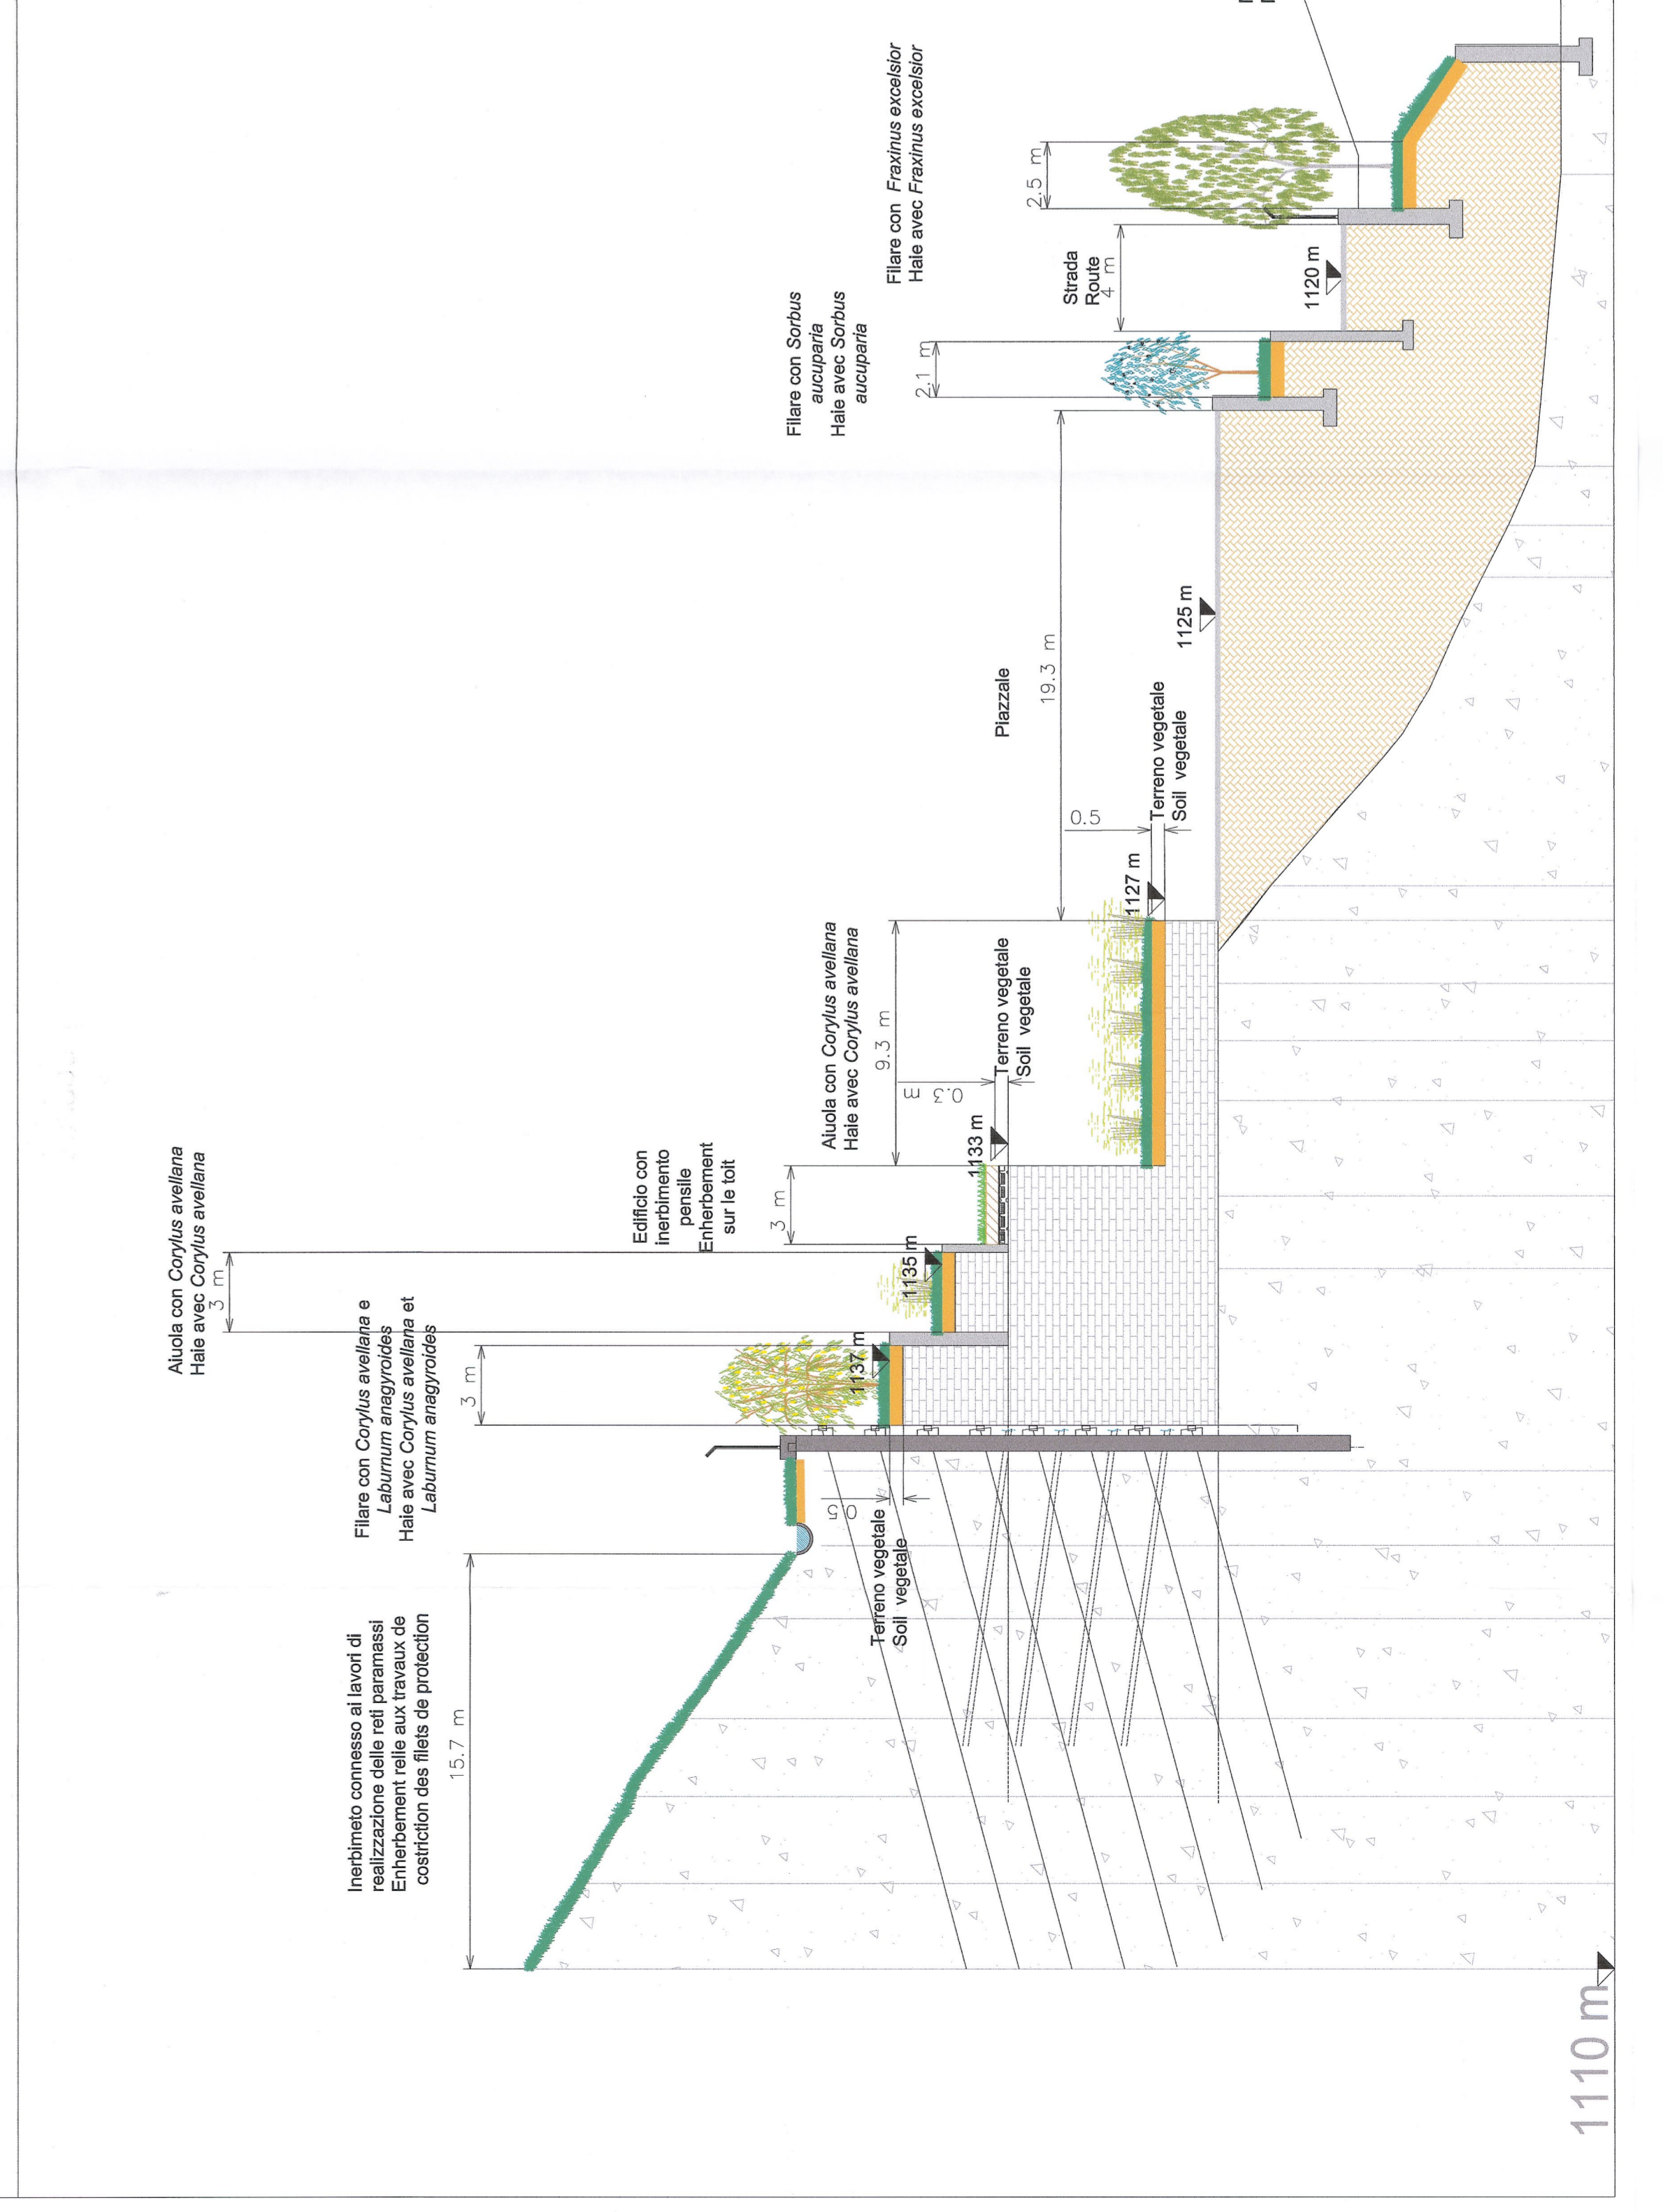 Inerbimeto connesso ai lavori di
realizzazione delle reti paramassi
Enherbement relie aux travaux de
costriction des filets de protection
15.7 m
Filare con Corylus avellana e
Laburnum anagyroides
Haie avec Corylus avellana et
Laburnum anagyroides
3 m
Aiuola con Corylus avellana
Haie avec Corylus avellana
3 m
Edificio con
inerbimento
pensile
Enherbement
sur le toit
3 m
Aiuola con Corylus avellana
Haie avec Corylus avellana
9.3 m
0.3 m
Terreno vegetale
Soil vegetale
1137 m
1135 m
1133 m
0.5
Terreno vegetale
Soil vegetale
1127 m
0.5
Terreno vegetale
Soil vegetale
Piazzale
19.3 m
1125 m
Filare con Sorbus
aucuparia
Haie avec Sorbus
aucuparia
2.1 m
Filare con Fraxinus excelsior
Haie avec Fraxinus excelsior
Strada
Route
4 m
1120 m
2.5 m
1110 m